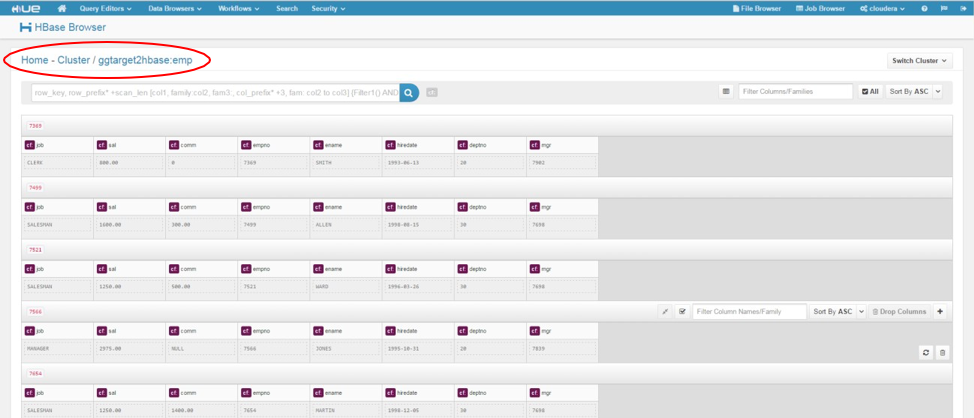 HUE Query Editors Data Browsers Workflows Search Security File Browser Job Browser cloudera
HBase Browser
Home - Cluster / ggtarget2hbase:emp Switch Cluster
row_key, row_prefix* +scan_len [col1, family:col2, fam3:, col_prefix* +3, fam: col2 to col3] {Filter1() AND Filter Columns/Families All Sort By ASC
7369
cf job cf sal cf comm cf empno cf ename cf hiredate cf deptno cf mgr
CLERK 800.00 0 7369 SMITH 1993-06-13 20 7902
7499
cf job cf sal cf comm cf empno cf ename cf hiredate cf deptno cf mgr
SALESMAN 1600.00 300.00 7499 ALLEN 1998-08-15 30 7698
7521
cf job cf sal cf comm cf empno cf ename cf hiredate cf deptno cf mgr
SALESMAN 1250.00 500.00 7521 WARD 1996-03-26 30 7698
7566 Filter Column Names/Family Sort By ASC Drop Columns
cf job cf sal cf comm cf empno cf ename cf hiredate cf deptno cf mgr
MANAGER 2975.00 NULL 7566 JONES 1995-10-31 20 7839
7654
cf job cf sal cf comm cf empno cf ename cf hiredate cf deptno cf mgr
SALESMAN 1250.00 1400.00 7654 MARTIN 1998-12-05 30 7698